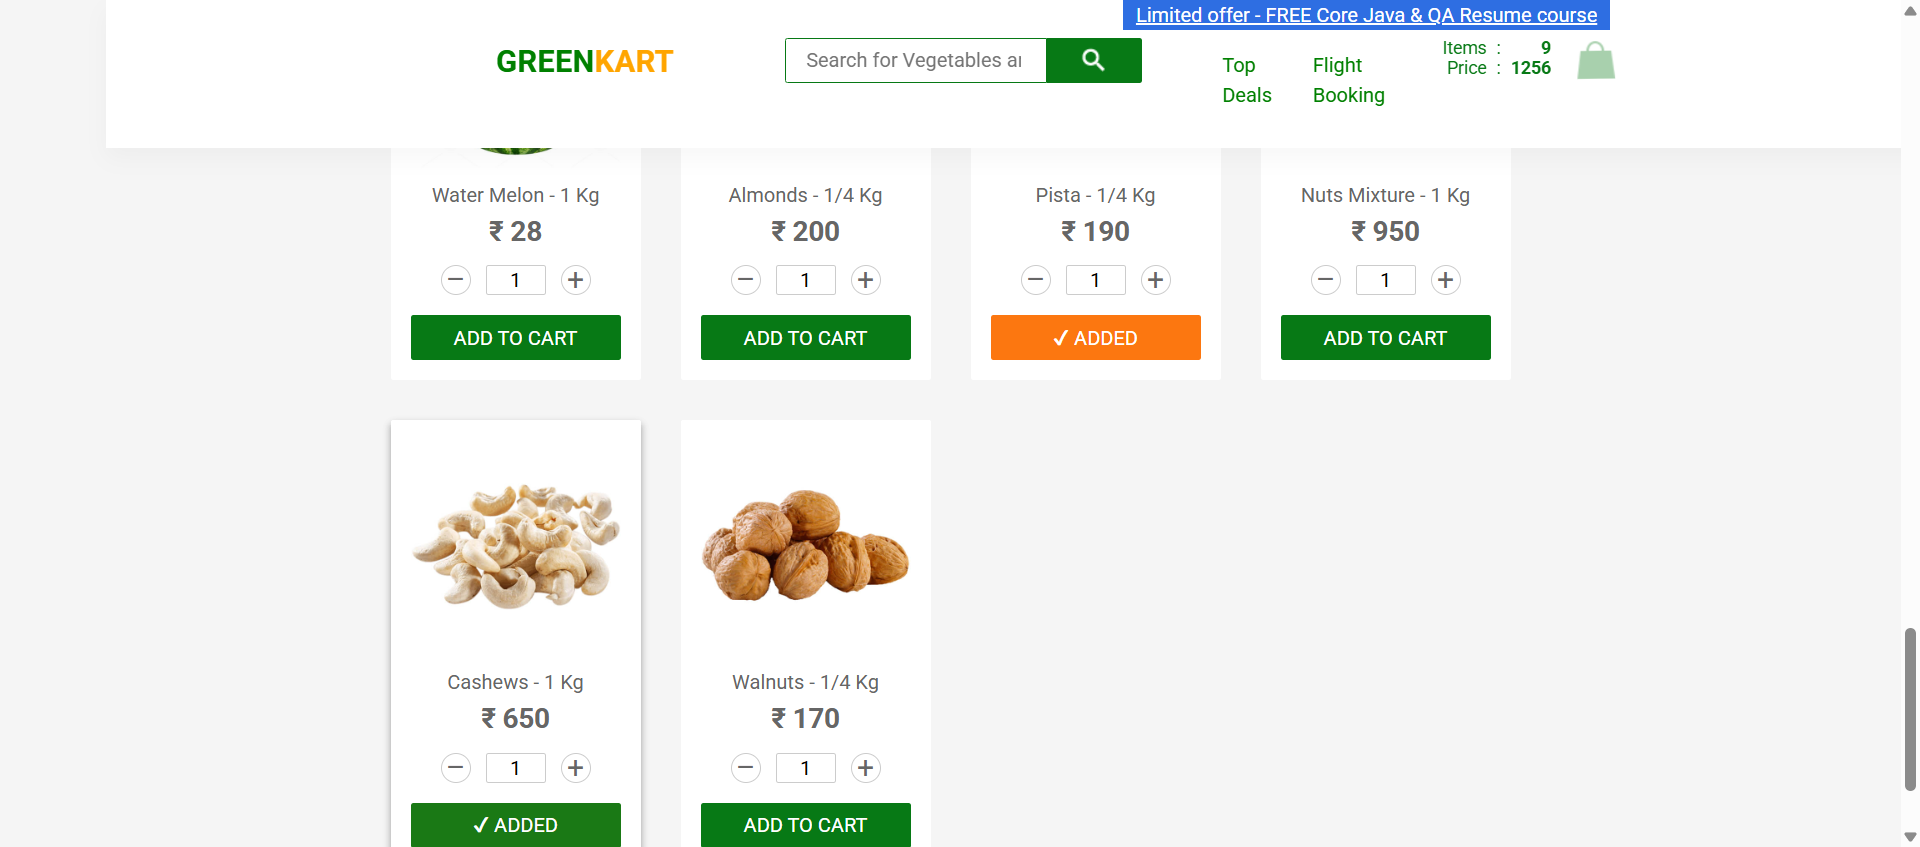 Limited offer - FREE Core Java & QA Resume course
GREENKART
Search for Vegetables ar
Top
Deals
Flight
Booking
Items : 9
Price : 1256
Water Melon - 1 Kg
₹ 28
− 1 +
ADD TO CART
Almonds - 1/4 Kg
₹ 200
− 1 +
ADD TO CART
Pista - 1/4 Kg
₹ 190
− 1 +
✓ ADDED
Nuts Mixture - 1 Kg
₹ 950
− 1 +
ADD TO CART
Cashews - 1 Kg
₹ 650
− 1 +
✓ ADDED
Walnuts - 1/4 Kg
₹ 170
− 1 +
ADD TO CART